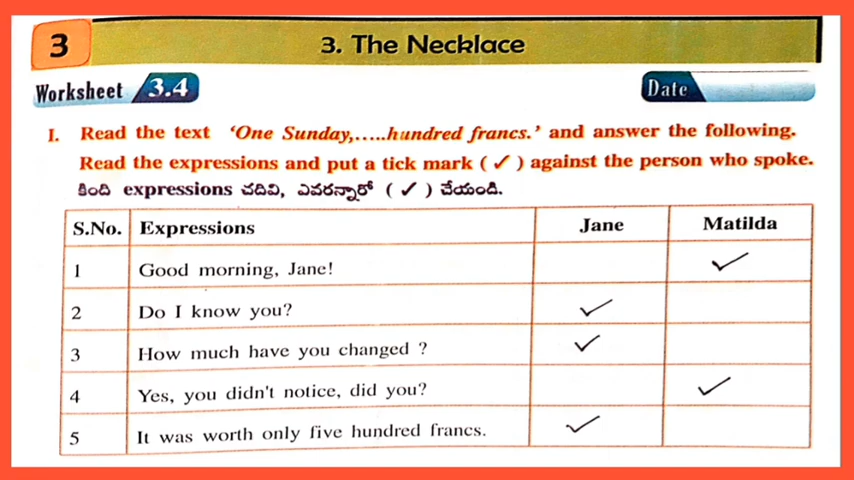 3
3. The Necklace
Worksheet 3.4
Date
I. Read the text 'One Sunday,.....hundred francs.' and answer the following.
Read the expressions and put a tick mark ( ✓ ) against the person who spoke.
కింది expressions చదివి, ఎవరన్నారో ( ✓ ) చేయండి.
S.No. Expressions Jane Matilda
1 Good morning, Jane! ✓
2 Do I know you? ✓
3 How much have you changed ? ✓
4 Yes, you didn't notice, did you? ✓
5 It was worth only five hundred francs. ✓